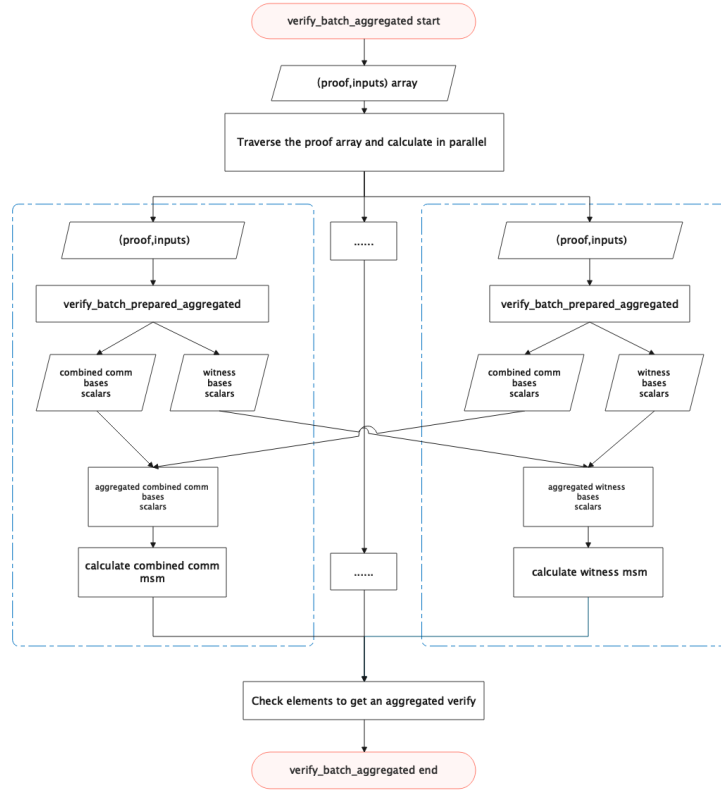 verify_batch_aggregated start
(proof,inputs) array
Traverse the proof array and calculate in parallel
(proof,inputs)
......
(proof,inputs)
verify_batch_prepared_aggregated
verify_batch_prepared_aggregated
combined comm
bases
scalars
witness
bases
scalars
combined comm
bases
scalars
witness
bases
scalars
aggregated combined comm
bases
scalars
aggregated witness
bases
scalars
calculate combined comm
msm
......
calculate witness msm
Check elements to get an aggregated verify
verify_batch_aggregated end